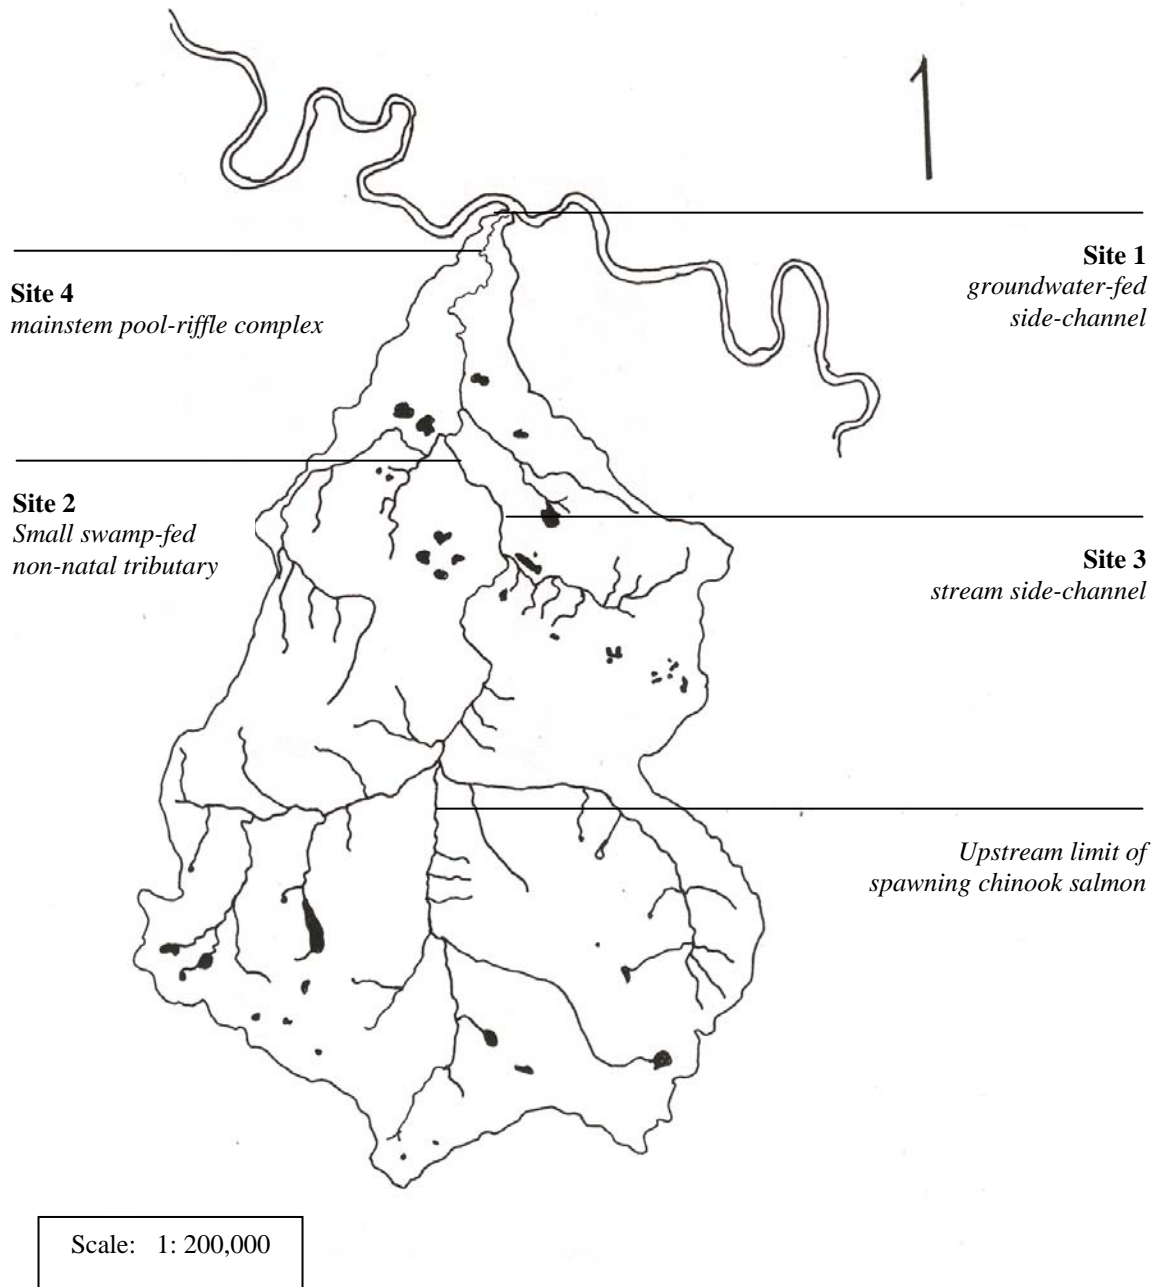 1
Site 1
groundwater-fed
side-channel
Site 4
mainstem pool-riffle complex
Site 2
Small swamp-fed
non-natal tributary
Site 3
stream side-channel
Upstream limit of
spawning chinook salmon
Scale: 1: 200,000